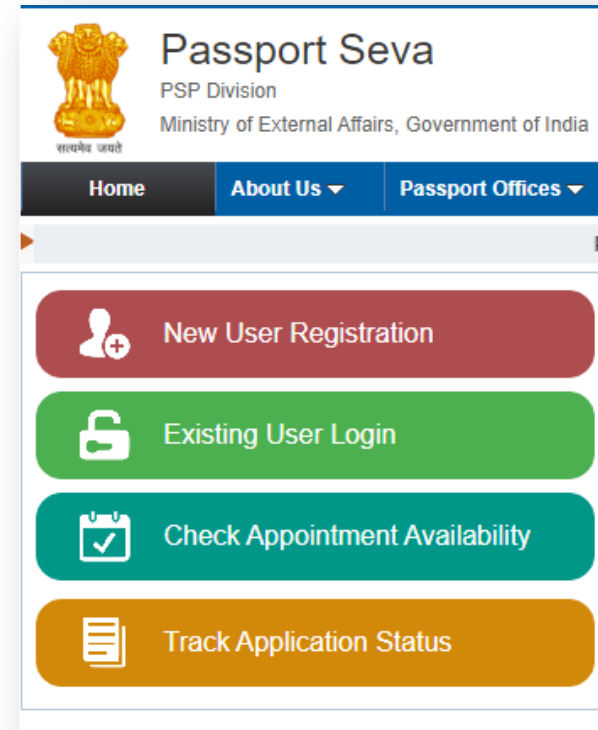 Passport Seva
PSP Division
Ministry of External Affairs, Government of India
सत्यमेव जयते
Home About Us Passport Offices
New User Registration
Existing User Login
Check Appointment Availability
Track Application Status